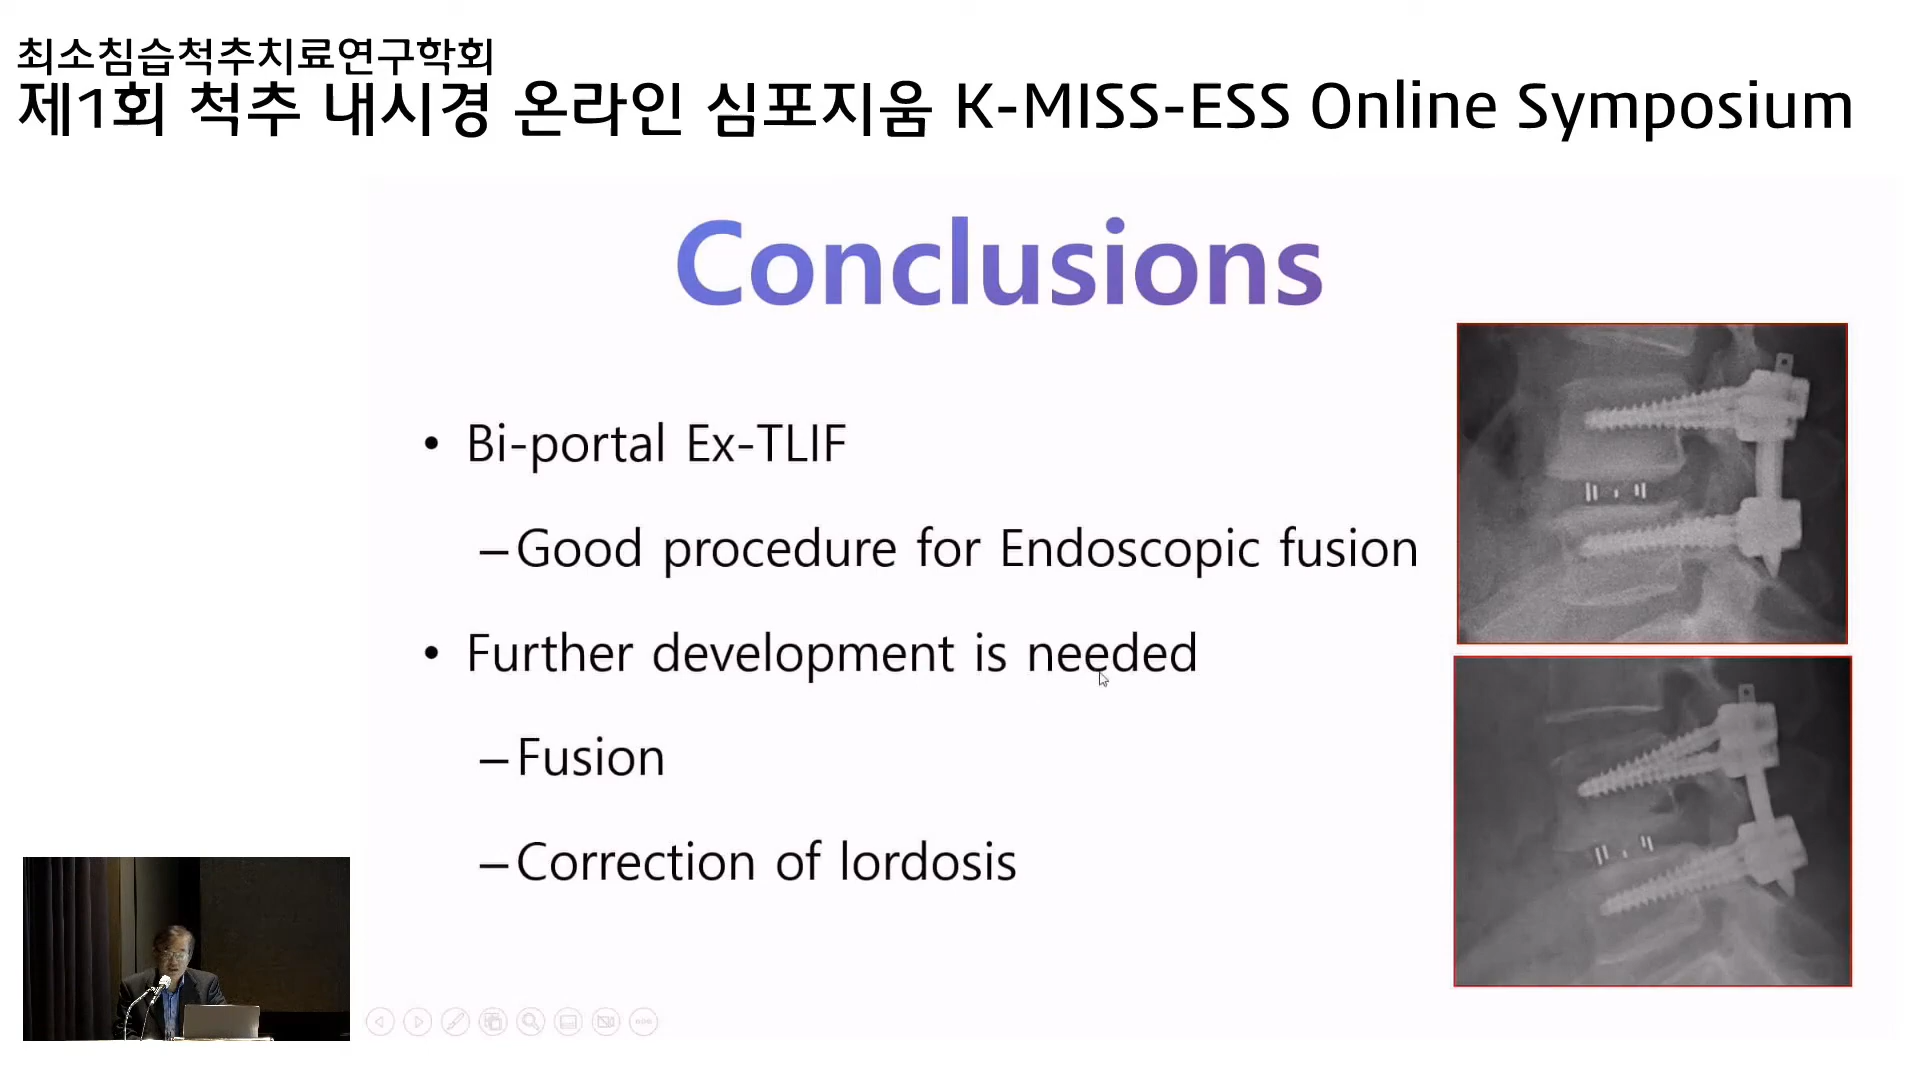 최소침습척추치료연구학회
제1회 척추 내시경 온라인 심포지움 K-MISS-ESS Online Symposium
Conclusions
• Bi-portal Ex-TLIF
–Good procedure for Endoscopic fusion
• Further development is needed
–Fusion
–Correction of lordosis